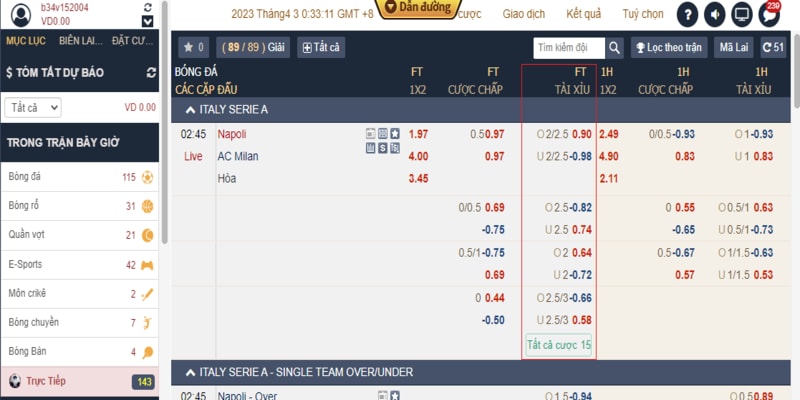 b34v152004
VD0.00
2023 Tháng4 3 0:33:11 GMT +8
Dẫn đường
cược
Giao dịch
Kết quả
Tuỳ chọn
239
MỤC LỤC BIÊN LAI... ĐẶT CƯ...
0
( 89 / 89 ) Giải
Tất cả
Tìm kiếm đội
Lọc theo trận
Mã Lai
51
$ TÓM TẮT DỰ BÁO
Tất cả
VD 0.00
TRONG TRẬN BÂY GIỜ
Bóng đá 115
Bóng rổ 31
Quần vợt 21
E-Sports 42
Môn crikê 2
Bóng chuyền 7
Bóng Bàn 4
Trực Tiếp 143
BÓNG ĐÁ FT FT FT 1H 1H 1H
CÁC CẶP ĐẤU 1X2 CƯỢC CHẤP TÀI XỈU 1X2 CƯỢC CHẤP TÀI XỈU
ITALY SERIE A
02:45 Napoli 1.97 0.5 0.97 O 2/2.5 0.90 2.49 0/0.5 -0.93 O 1 -0.93
Live AC Milan 4.00 0.97 U 2/2.5 -0.98 4.90 0.83 U 1 0.83
Hòa 3.45 2.11
0/0.5 0.69 O 2.5 -0.82 0 0.55 O 0.5/1 0.63
-0.75 U 2.5 0.74 -0.65 U 0.5/1 -0.73
0.5/1 -0.75 O 2 0.64 0.5 -0.67 O 1/1.5 -0.63
0.69 U 2 -0.72 0.57 U 1/1.5 0.53
0 0.44 O 2.5/3 -0.66
-0.50 U 2.5/3 0.58
Tất cả cược 15
ITALY SERIE A - SINGLE TEAM OVER/UNDER
02:45 Napoli - Over O 1.5 -0.94 O 0.5 0.89